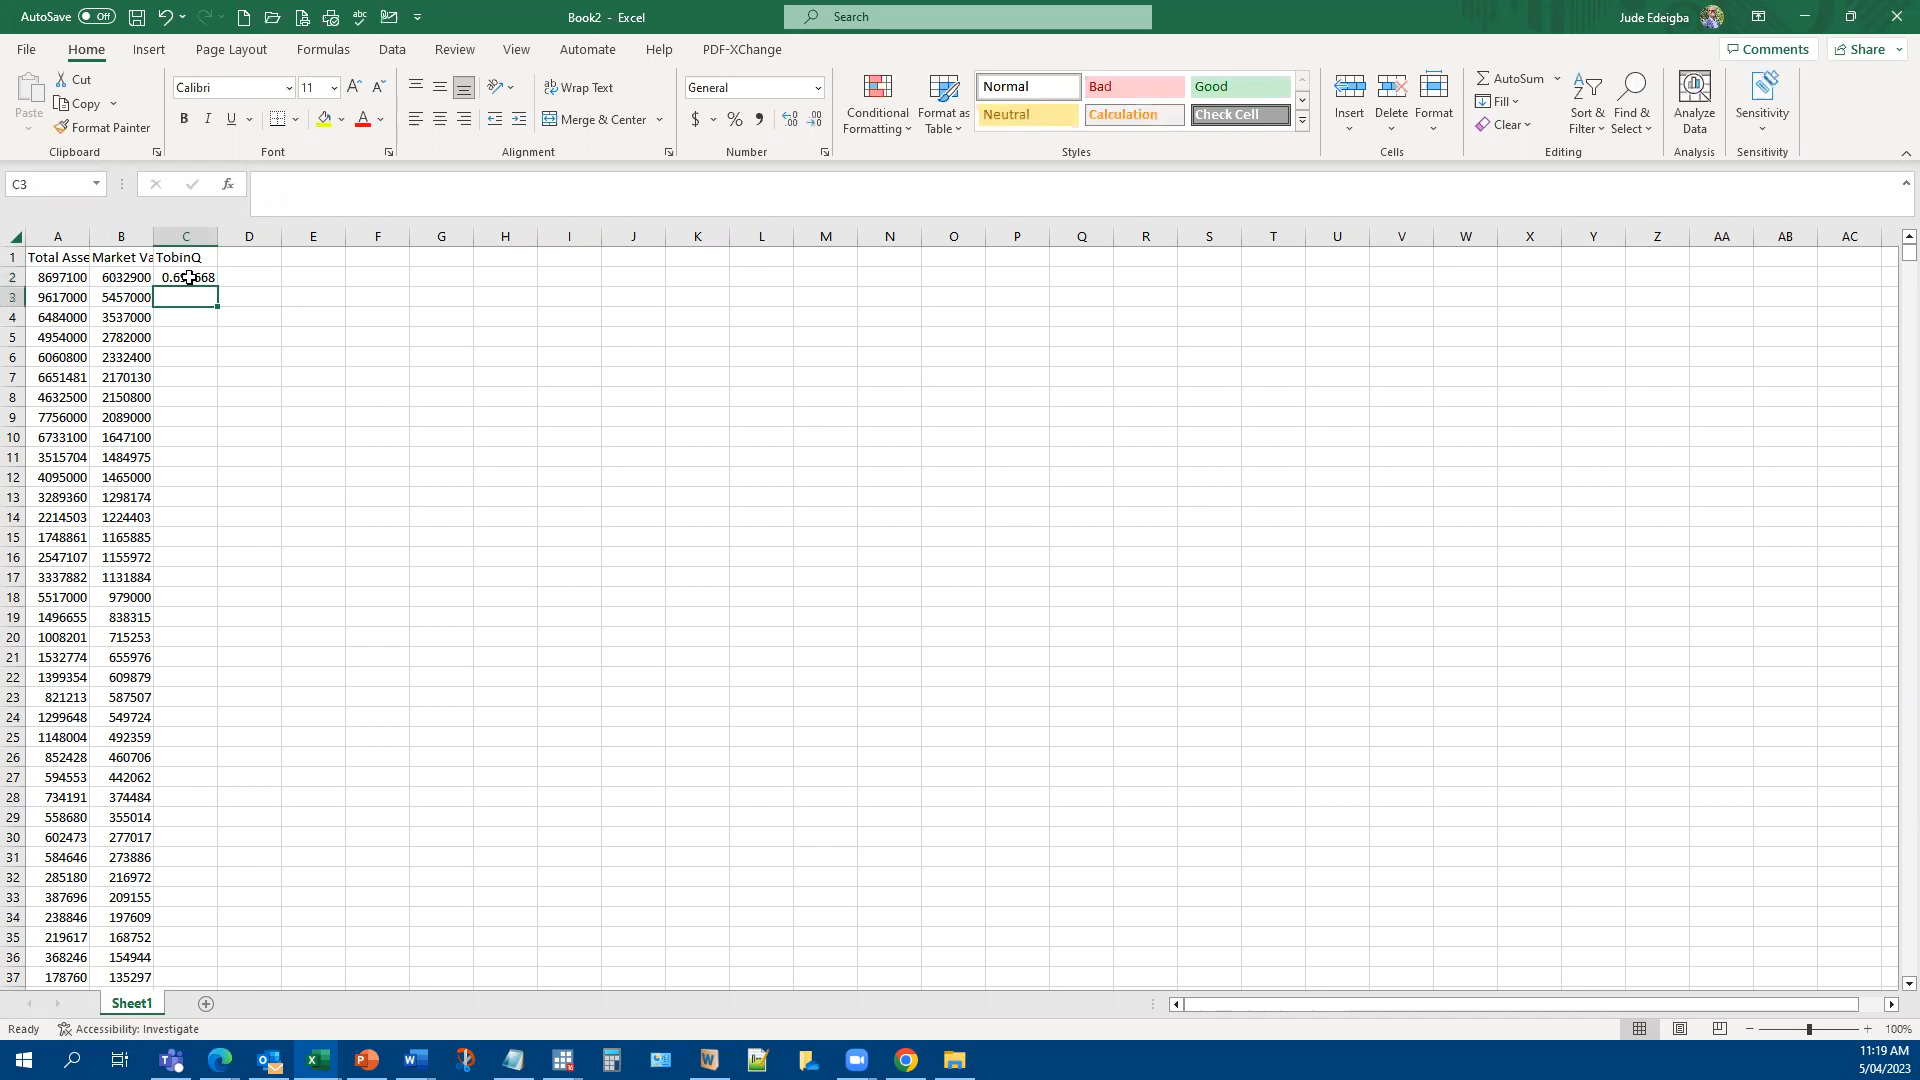 AutoSave Off Book2 - Excel Search Jude Edeigba
File Home Insert Page Layout Formulas Data Review View Automate Help PDF-XChange Comments Share
Paste Cut Copy Format Painter Clipboard
Calibri 11 A A B I U A Font
Wrap Text Merge & Center Alignment
General $ % Number
Conditional Formatting Format as Table
Normal Bad Good
Neutral Calculation Check Cell
Styles
Insert Delete Format Cells
AutoSum Fill Clear Sort & Filter Find & Select Editing
Analyze Data Analysis
Sensitivity Sensitivity
C3 fx
A B C D E F G H I J K L M N O P Q R S T U V W X Y Z AA AB AC
1 Total Asse Market Va TobinQ
2 8697100 6032900
3 9617000 5457000
4 6484000 3537000
5 4954000 2782000
6 6060800 2332400
7 6651481 2170130
8 4632500 2150800
9 7756000 2089000
10 6733100 1647100
11 3515704 1484975
12 4095000 1465000
13 3289360 1298174
14 2214503 1224403
15 1748861 1165885
16 2547107 1155972
17 3337882 1131884
18 5517000 979000
19 1496655 838315
20 1008201 715253
21 1532774 655976
22 1399354 609879
23 821213 587507
24 1299648 549724
25 1148004 492359
26 852428 460706
27 594553 442062
28 734191 374484
29 558680 355014
30 602473 277017
31 584646 273886
32 285180 216972
33 387696 209155
34 238846 197609
35 219617 168752
36 368246 154944
37 178760 135297
Sheet1
Ready Accessibility: Investigate 100%
11:19 AM
5/04/2023